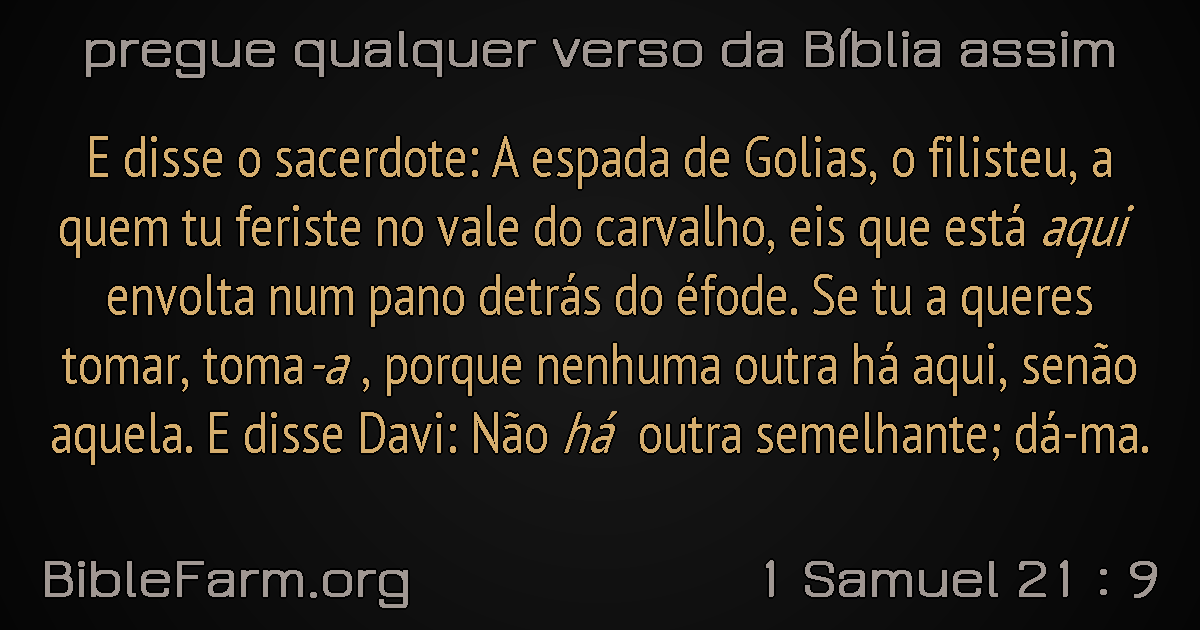 pregue qualquer verso da Bíblia assim
E disse o sacerdote: A espada de Golias, o filisteu, a
quem tu feriste no vale do carvalho, eis que está aqui
envolta num pano detrás do éfode. Se tu a queres
tomar, toma-a , porque nenhuma outra há aqui, senão
aquela. E disse Davi: Não há outra semelhante; dá-ma.
BibleFarm.org
1 Samuel 21 : 9